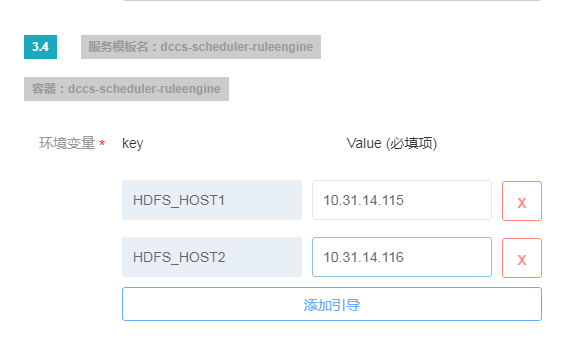 3.4 服务模板名：dccs-scheduler-ruleengine
容器：dccs-scheduler-ruleengine
环境变量 * key Value (必填项)
HDFS_HOST1 10.31.14.115 X
HDFS_HOST2 10.31.14.116 X
添加引导